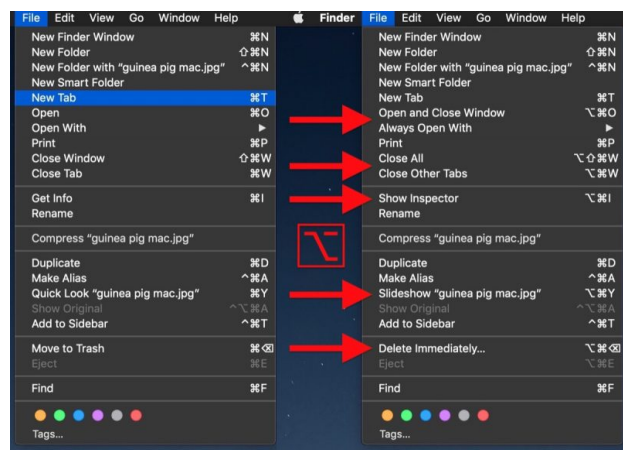 File Edit View Go Window Help
New Finder Window ⌘N
New Folder ⇧⌘N
New Folder with “guinea pig mac.jpg” ^⌘N
New Smart Folder
New Tab ⌘T
Open ⌘O
Open With ▶
Print ⌘P
Close Window ⇧⌘W
Close Tab ⌘W
Get Info ⌘I
Rename
Compress “guinea pig mac.jpg”
Duplicate ⌘D
Make Alias ^⌘A
Quick Look “guinea pig mac.jpg” ⌘Y
Show Original ^⌥⌘A
Add to Sidebar ^⌘T
Move to Trash ⌘⌫
Eject ⌘E
Find ⌘F
Tags...
⌥
Finder File Edit View Go Window Help
New Finder Window ⌘N
New Folder ⇧⌘N
New Folder with “guinea pig mac.jpg” ^⌘N
New Smart Folder
New Tab ⌘T
Open and Close Window ⌥⌘O
Always Open With ▶
Print ⌘P
Close All ⌥⇧⌘W
Close Other Tabs ⌥⌘W
Show Inspector ⌥⌘I
Rename
Compress “guinea pig mac.jpg”
Duplicate ⌘D
Make Alias ^⌘A
Slideshow “guinea pig mac.jpg” ⌥⌘Y
Show Original ^⌥⌘A
Add to Sidebar ^⌘T
Delete Immediately... ⌥⌘⌫
Eject ⌥⌘E
Find ⌘F
Tags...